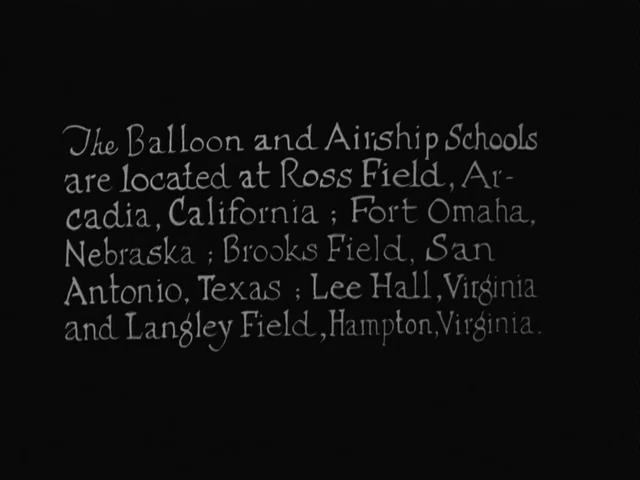 The Balloon and Airship Schools
are located at Ross Field, Ar-
cadia, California ; Fort Omaha,
Nebraska ; Brooks Field, San
Antonio, Texas ; Lee Hall, Virginia
and Langley Field, Hampton, Virginia.